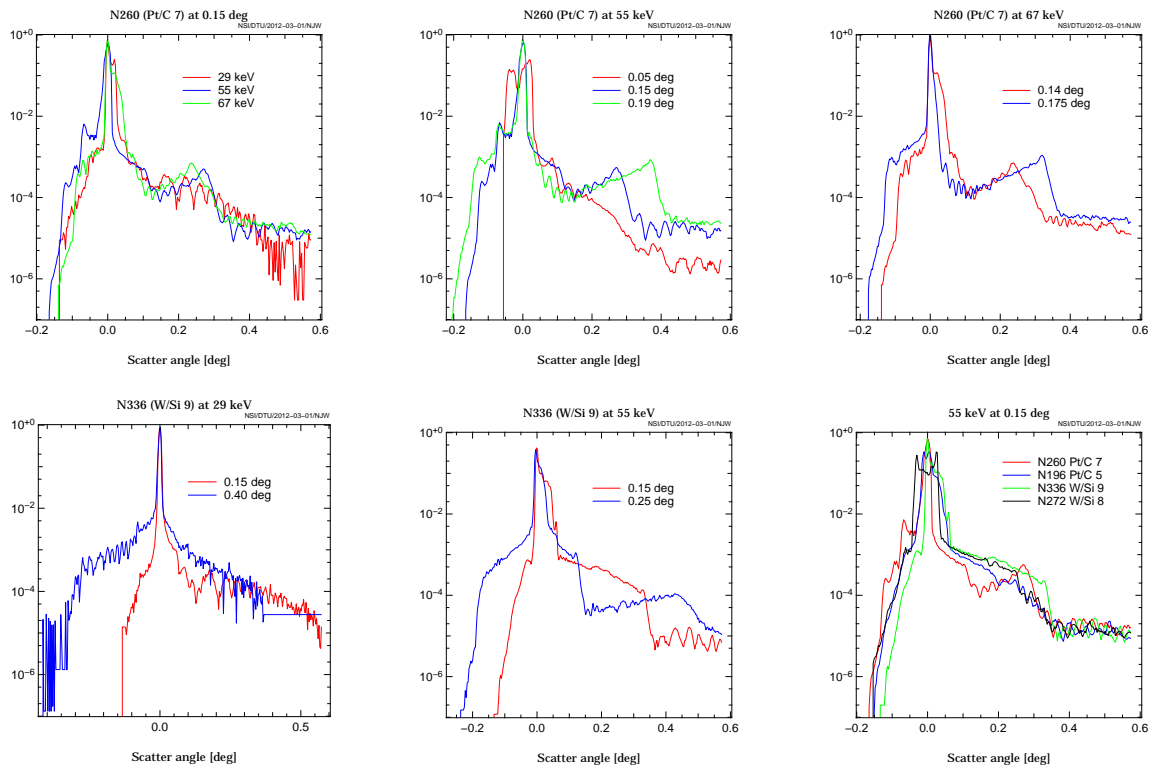 N260 (Pt/C 7) at 0.15 deg
NSI/DTU/2012−03−01/NJW
10+0
10−2
10−4
10−6
29 keV
55 keV
67 keV
−0.2 0.0 0.2 0.4 0.6
Scatter angle [deg]
N260 (Pt/C 7) at 55 keV
NSI/DTU/2012−03−01/NJW
10+0
10−2
10−4
10−6
0.05 deg
0.15 deg
0.19 deg
−0.2 0.0 0.2 0.4 0.6
Scatter angle [deg]
N260 (Pt/C 7) at 67 keV
NSI/DTU/2012−03−01/NJW
10+0
10−2
10−4
10−6
0.14 deg
0.175 deg
−0.2 0.0 0.2 0.4 0.6
Scatter angle [deg]
N336 (W/Si 9) at 29 keV
NSI/DTU/2012−03−01/NJW
10+0
10−2
10−4
10−6
0.15 deg
0.40 deg
0.0 0.5
Scatter angle [deg]
N336 (W/Si 9) at 55 keV
NSI/DTU/2012−03−01/NJW
10+0
10−2
10−4
10−6
0.15 deg
0.25 deg
−0.2 0.0 0.2 0.4 0.6
Scatter angle [deg]
55 keV at 0.15 deg
NSI/DTU/2012−03−01/NJW
10+0
10−2
10−4
10−6
N260 Pt/C 7
N196 Pt/C 5
N336 W/Si 9
N272 W/Si 8
−0.2 0.0 0.2 0.4 0.6
Scatter angle [deg]